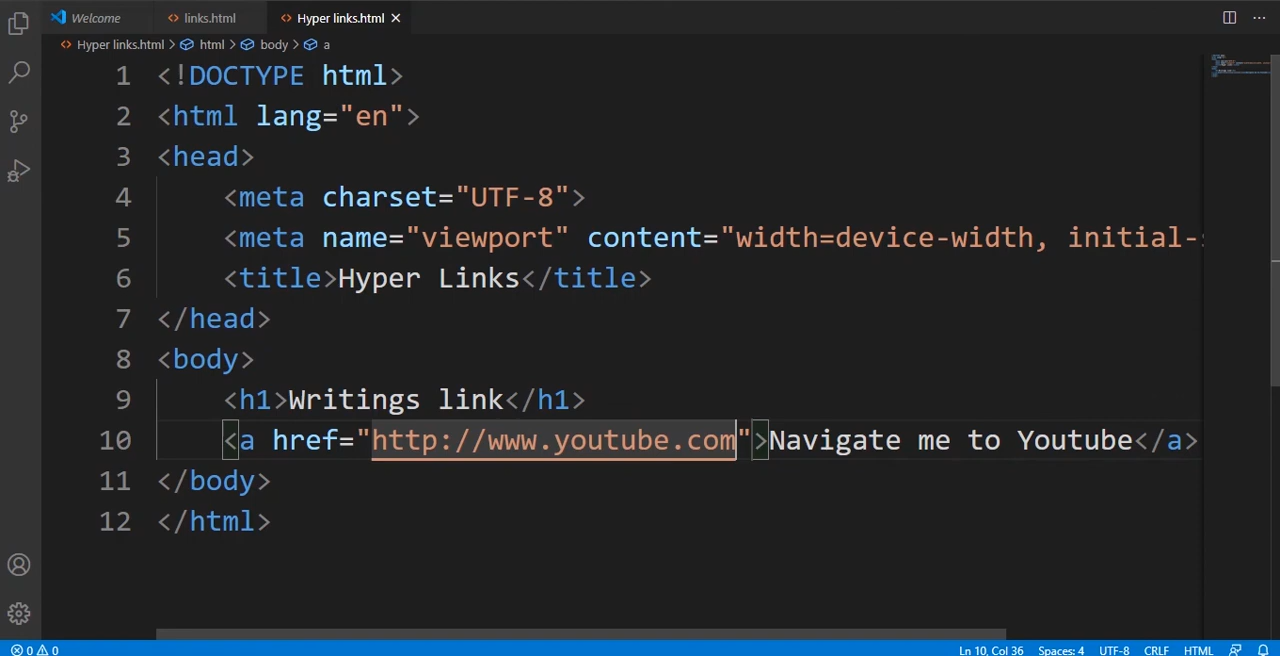 Welcome links.html Hyper links.html
Hyper links.html > html > body > a
1 <!DOCTYPE html>
2 <html lang="en">
3 <head>
4 <meta charset="UTF-8">
5 <meta name="viewport" content="width=device-width, initial-
6 <title>Hyper Links</title>
7 </head>
8 <body>
9 <h1>Writings link</h1>
10 <a href="http://www.youtube.com">Navigate me to Youtube</a>
11 </body>
12 </html>
0 0 Ln 10, Col 36 Spaces: 4 UTF-8 CRLF HTML